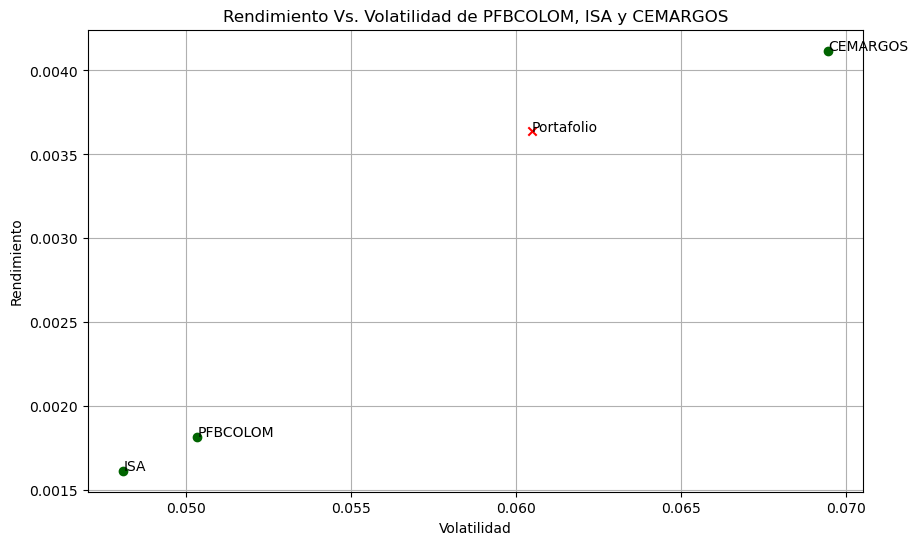 Rendimiento Vs. Volatilidad de PFBCOLOM, ISA y CEMARGOS
CEMARGOS
0.0040
Portafolio
0.0035
0.0030
Rendimiento
0.0025
0.0020
PFBCOLOM
ISA
0.0015
0.050
0.055
0.060
0.065
0.070
Volatilidad